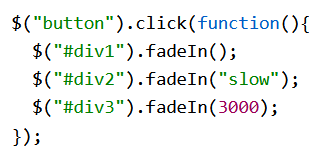 $("button").click(function(){
  $("#div1").fadeIn();
  $("#div2").fadeIn("slow");
  $("#div3").fadeIn(3000);
});